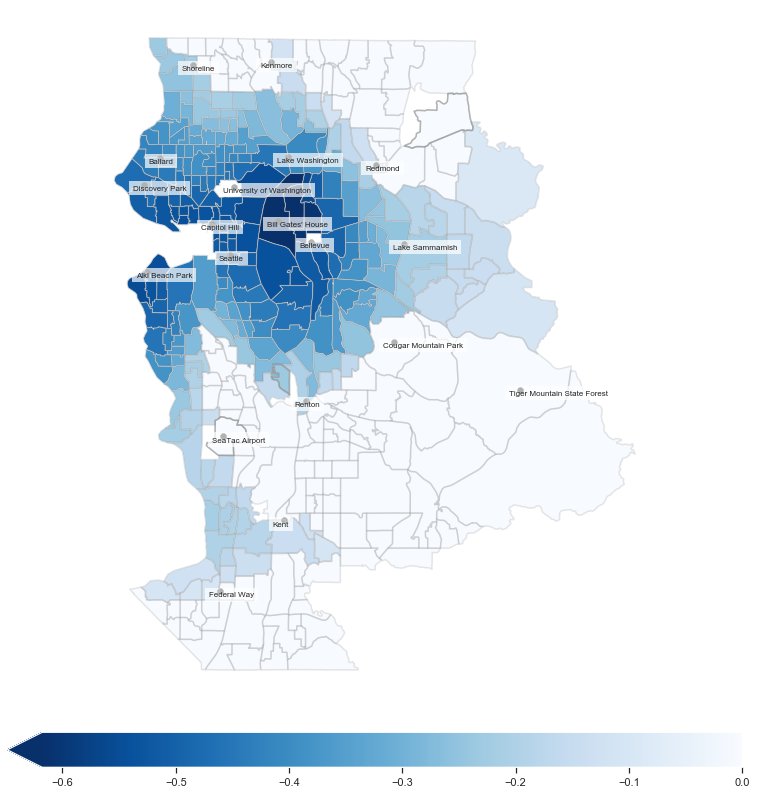 Shoreline
Kenmore
Ballard
Lake Washington
Redmond
Discovery Park
University of Washington
Capitol Hill
Bill Gates' House
Bellevue
Lake Sammamish
Seattle
Alki Beach Park
Cougar Mountain Park
Tiger Mountain State Forest
Renton
SeaTac Airport
Kent
Federal Way
−0.6 −0.5 −0.4 −0.3 −0.2 −0.1 0.0